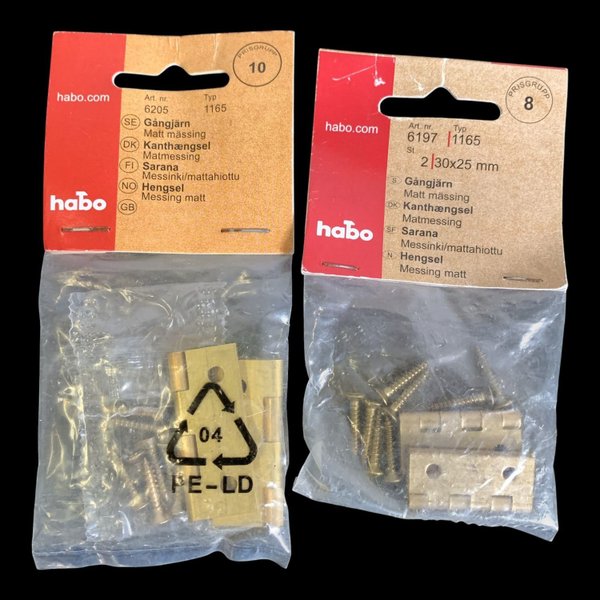 PRISGRUPP
10
habo.com
Art. nr. Typ
6205 1165
SE Gångjärn
Matt mässing
DK Kanthængsel
Matmessing
FI Sarana
Messinki/mattahiottu
NO Hengsel
Messing matt
GB
habo
04
PE-LD
PRISGRUPP
8
habo.com
Art. nr. Typ
6197 1165
St.
2 30x25 mm
S Gångjärn
Matt mässing
DK Kanthængsel
Matmessing
SF Sarana
Messinki/mattahiottu
N Hengsel
Messing matt
habo